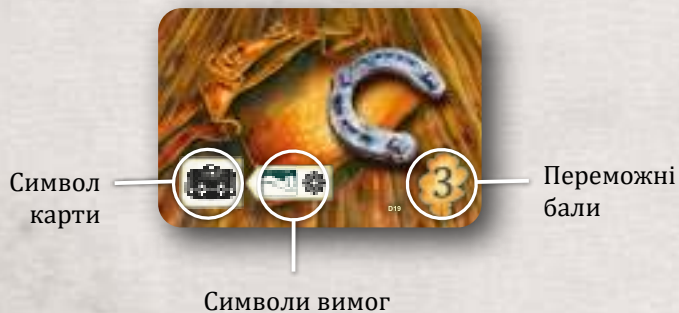 Символ
карти
D19
3
Переможні
бали
Символи вимог